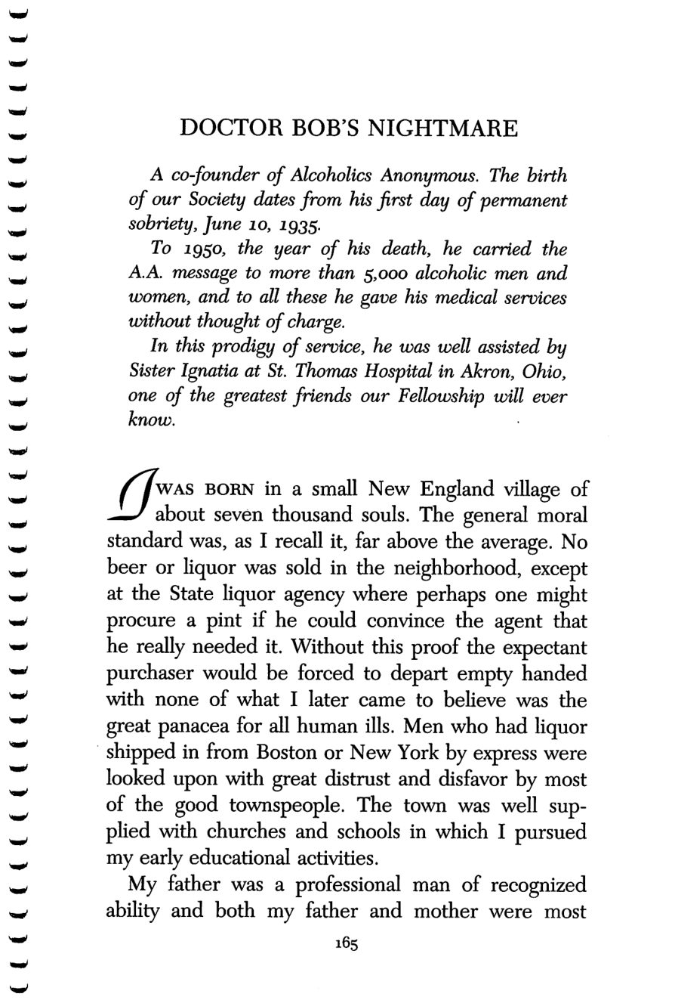 DOCTOR BOB'S NIGHTMARE
A co-founder of Alcoholics Anonymous. The birth
of our Society dates from his first day of permanent
sobriety, June 10, 1935.
To 1950, the year of his death, he carried the
A.A. message to more than 5,000 alcoholic men and
women, and to all these he gave his medical services
without thought of charge.
In this prodigy of service, he was well assisted by
Sister Ignatia at St. Thomas Hospital in Akron, Ohio,
one of the greatest friends our Fellowship will ever
know.
I WAS BORN in a small New England village of
about seven thousand souls. The general moral
standard was, as I recall it, far above the average. No
beer or liquor was sold in the neighborhood, except
at the State liquor agency where perhaps one might
procure a pint if he could convince the agent that
he really needed it. Without this proof the expectant
purchaser would be forced to depart empty handed
with none of what I later came to believe was the
great panacea for all human ills. Men who had liquor
shipped in from Boston or New York by express were
looked upon with great distrust and disfavor by most
of the good townspeople. The town was well sup-
plied with churches and schools in which I pursued
my early educational activities.
My father was a professional man of recognized
ability and both my father and mother were most
165